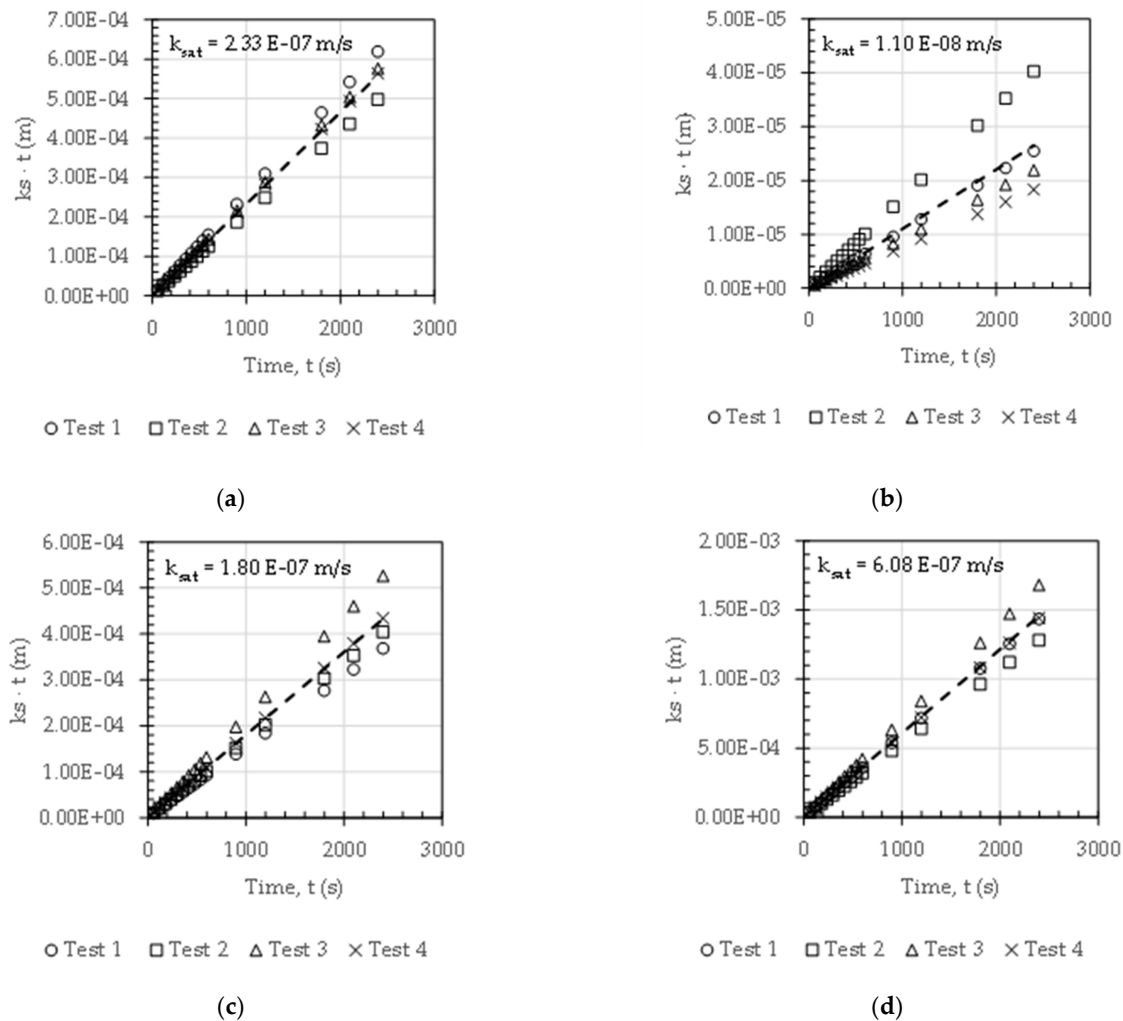 7.00E-04
6.00E-04
5.00E-04
4.00E-04
3.00E-04
2.00E-04
1.00E-04
0.00E+00
ks · t (m)
k_sat = 2.33 E-07 m/s
0 1000 2000 3000
Time, t (s)
Test 1 Test 2 Test 3 Test 4
(a)
5.00E-05
4.00E-05
3.00E-05
2.00E-05
1.00E-05
0.00E+00
ks · t (m)
k_sat = 1.10 E-08 m/s
0 1000 2000 3000
Time, t (s)
Test 1 Test 2 Test 3 Test 4
(b)
6.00E-04
5.00E-04
4.00E-04
3.00E-04
2.00E-04
1.00E-04
0.00E+00
ks · t (m)
k_sat = 1.80 E-07 m/s
0 1000 2000 3000
Time, t (s)
Test 1 Test 2 Test 3 Test 4
(c)
2.00E-03
1.50E-03
1.00E-03
5.00E-04
0.00E+00
ks · t (m)
k_sat = 6.08 E-07 m/s
0 1000 2000 3000
Time, t (s)
Test 1 Test 2 Test 3 Test 4
(d)